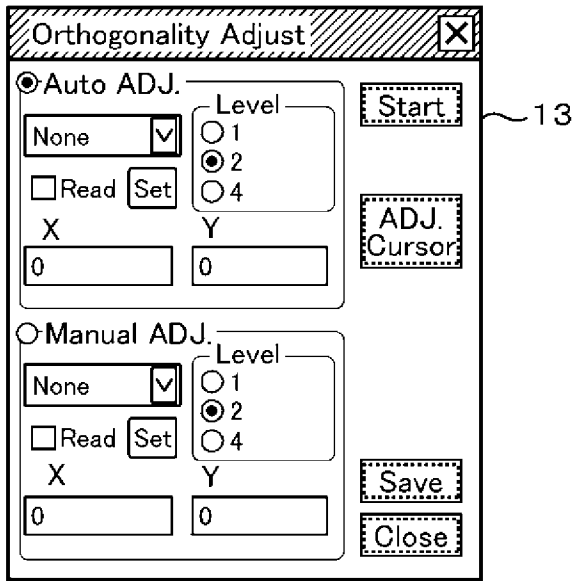 Orthogonality Adjust
Auto ADJ.
None
Read
Set
Level
1
2
4
X
Y
0
0
Start
13
ADJ.
Cursor
Manual ADJ.
None
Read
Set
Level
1
2
4
X
Y
0
0
Save
Close